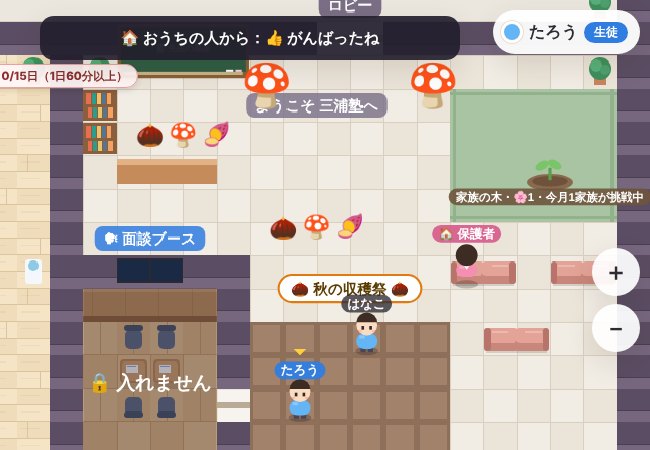 ロビー
🏠 おうちの人から：👍 がんばったね
たろう 生徒
0/15日（1日60分以上）
ようこそ 三浦塾へ
家族の木・🌸1・今月1家族が挑戦中
🗣 面談ブース
🏠 保護者
🌰 秋の収穫祭 🌰
はなこ
たろう
🔒 入れません
+
−